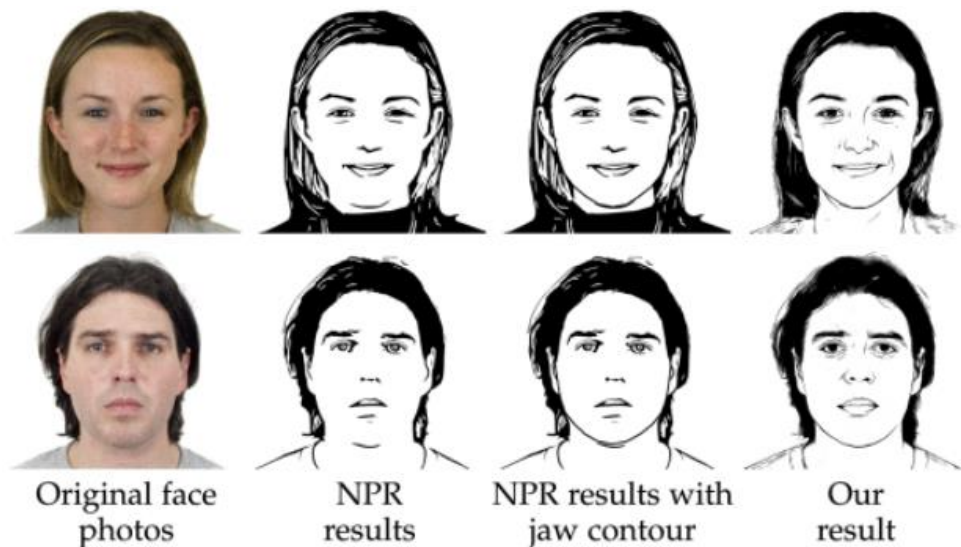 Original face
photos
NPR
results
NPR results with
jaw contour
Our
result